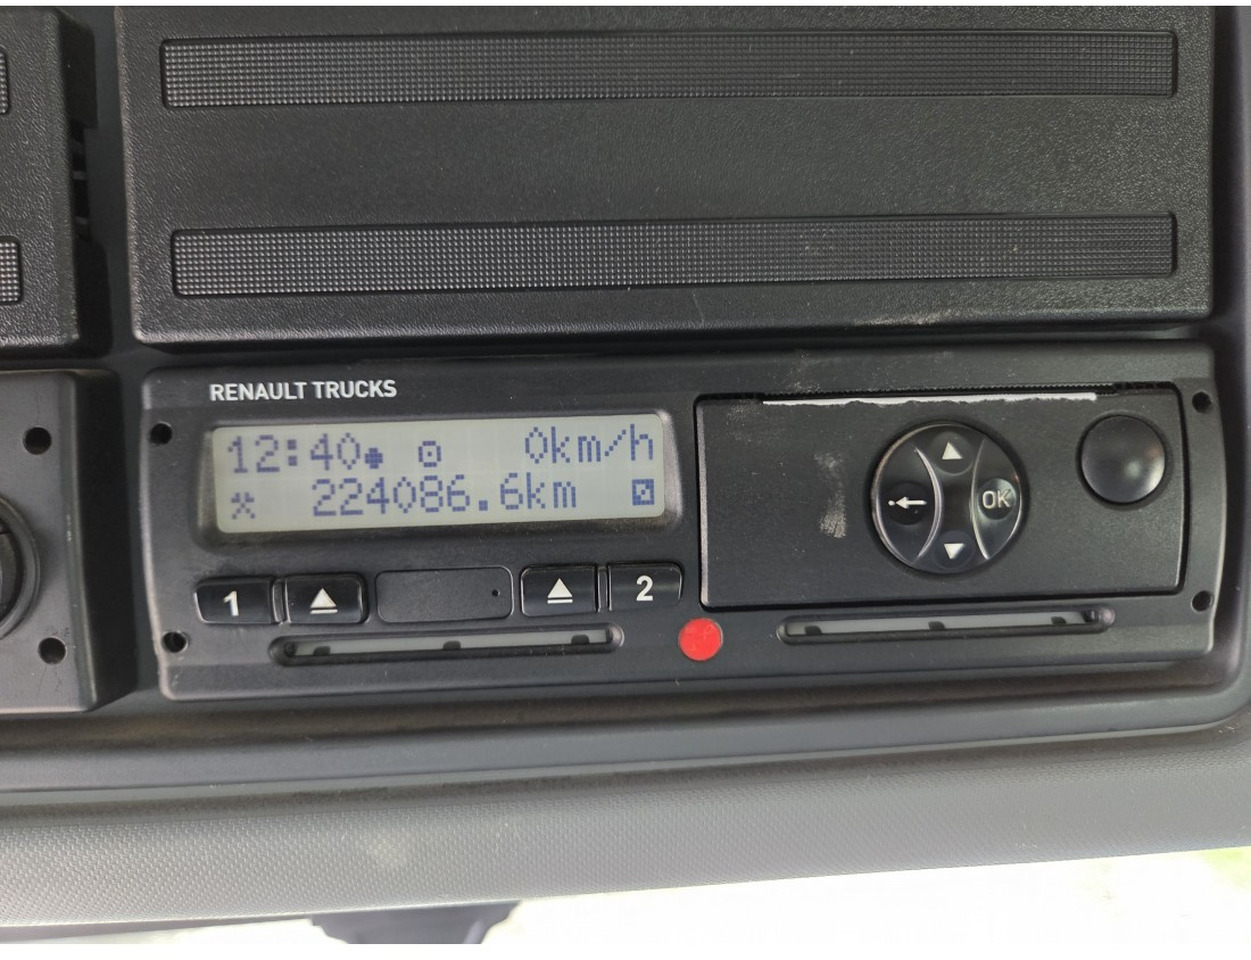 RENAULT TRUCKS
12:40 0km/h
224086.6km
1 2
OK